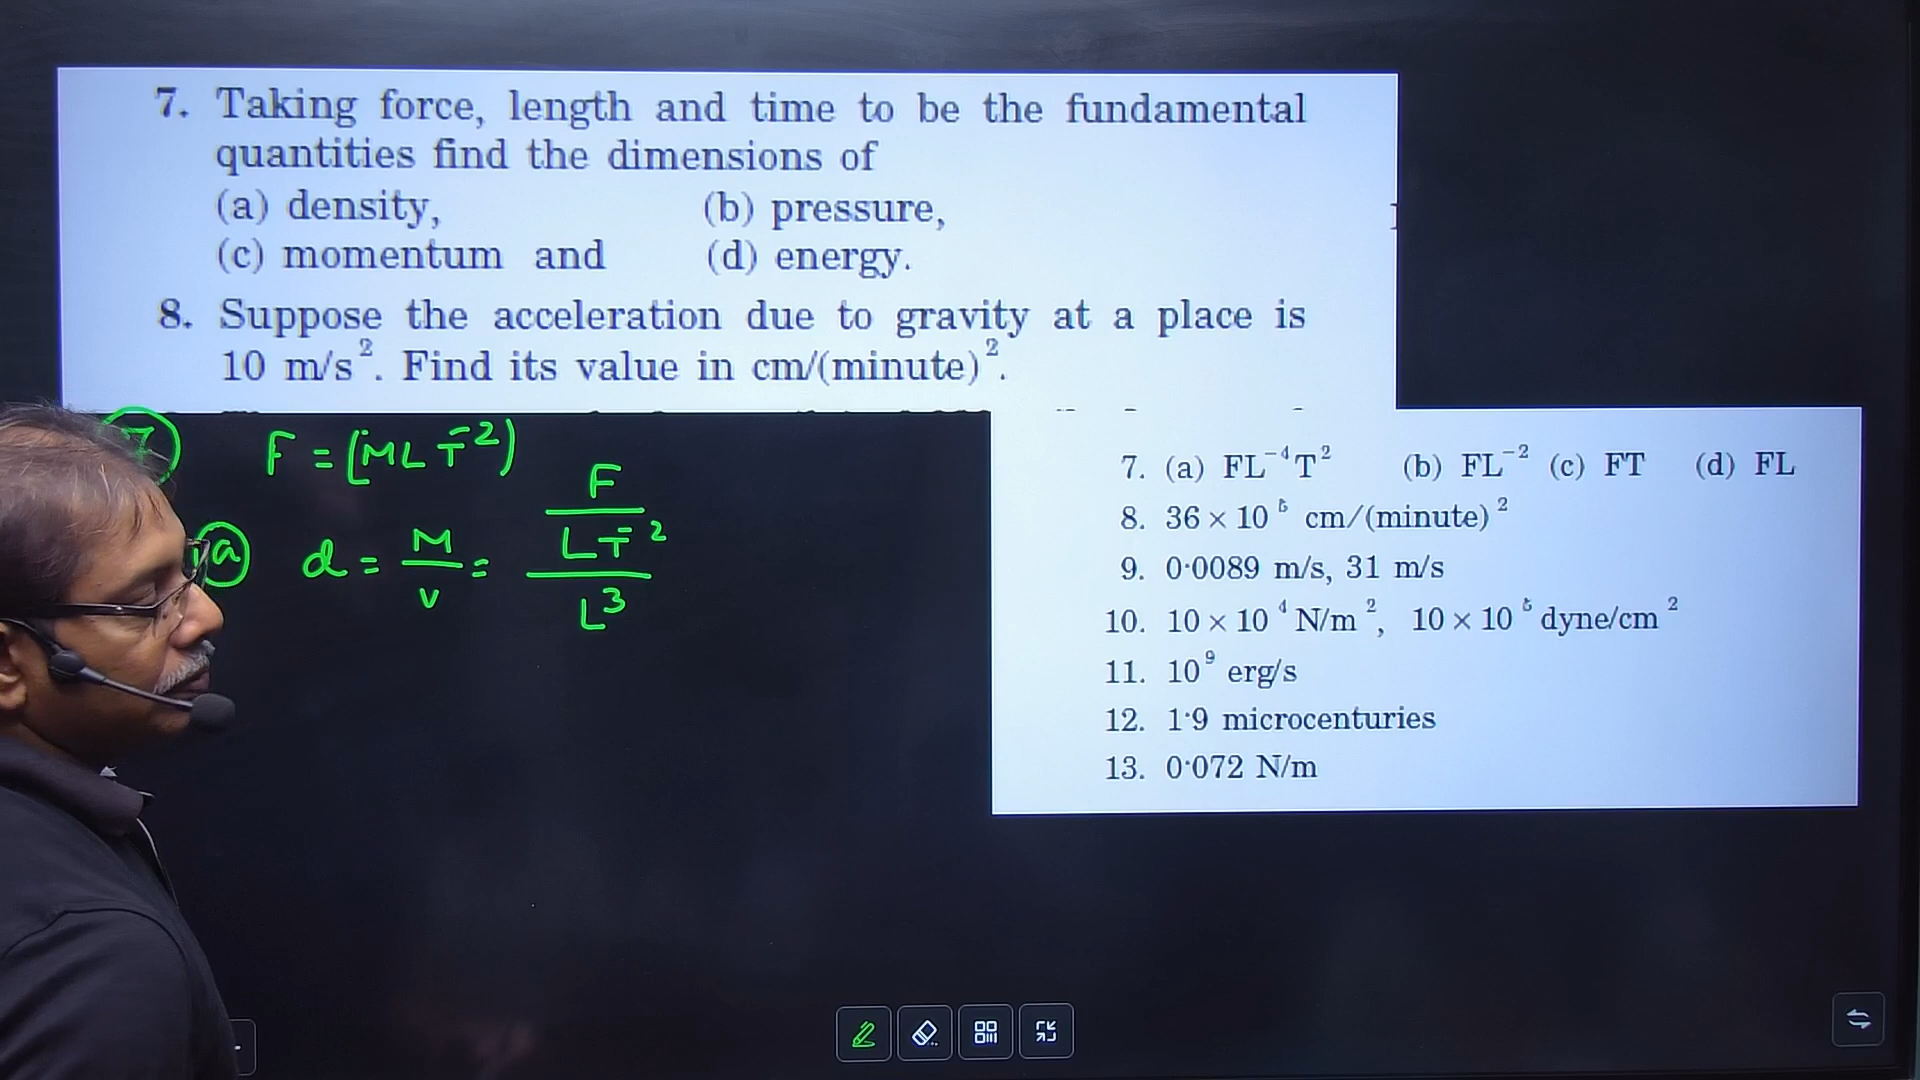 7. Taking force, length and time to be the fundamental
quantities find the dimensions of
(a) density, (b) pressure,
(c) momentum and (d) energy.
8. Suppose the acceleration due to gravity at a place is
10 m/s². Find its value in cm/(minute)².
7 F = (MLT⁻²)
(a) d = M/V = F/LT⁻²/L³
7. (a) FL⁻⁴T² (b) FL⁻² (c) FT (d) FL
8. 36 × 10⁵ cm/(minute)²
9. 0·0089 m/s, 31 m/s
10. 10 × 10⁴ N/m², 10 × 10⁵ dyne/cm²
11. 10⁹ erg/s
12. 1·9 microcenturies
13. 0·072 N/m